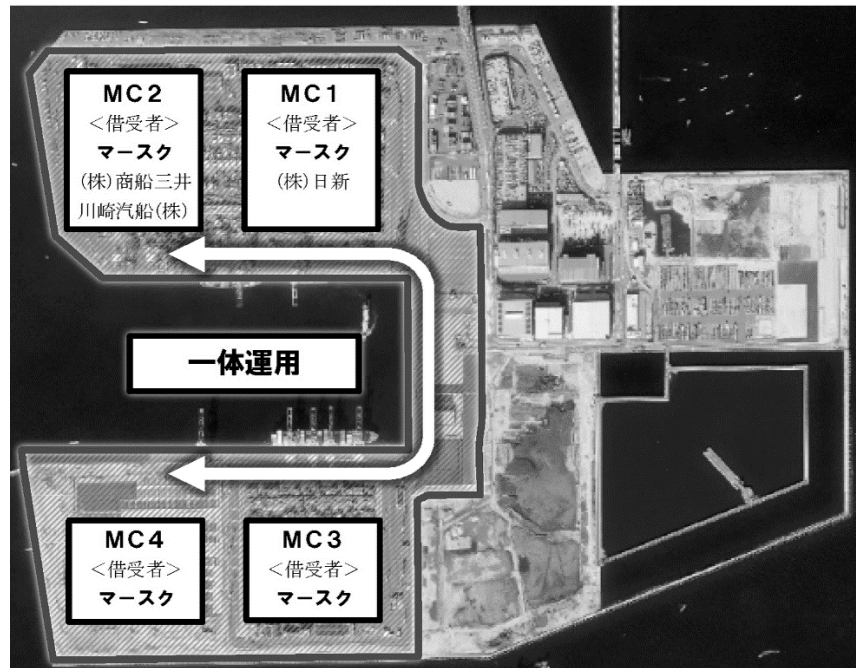 MC2
<借受者>
マースク
(株)商船三井
川崎汽船(株)
MC1
<借受者>
マースク
(株)日新
一体運用
MC4
<借受者>
マースク
MC3
<借受者>
マースク